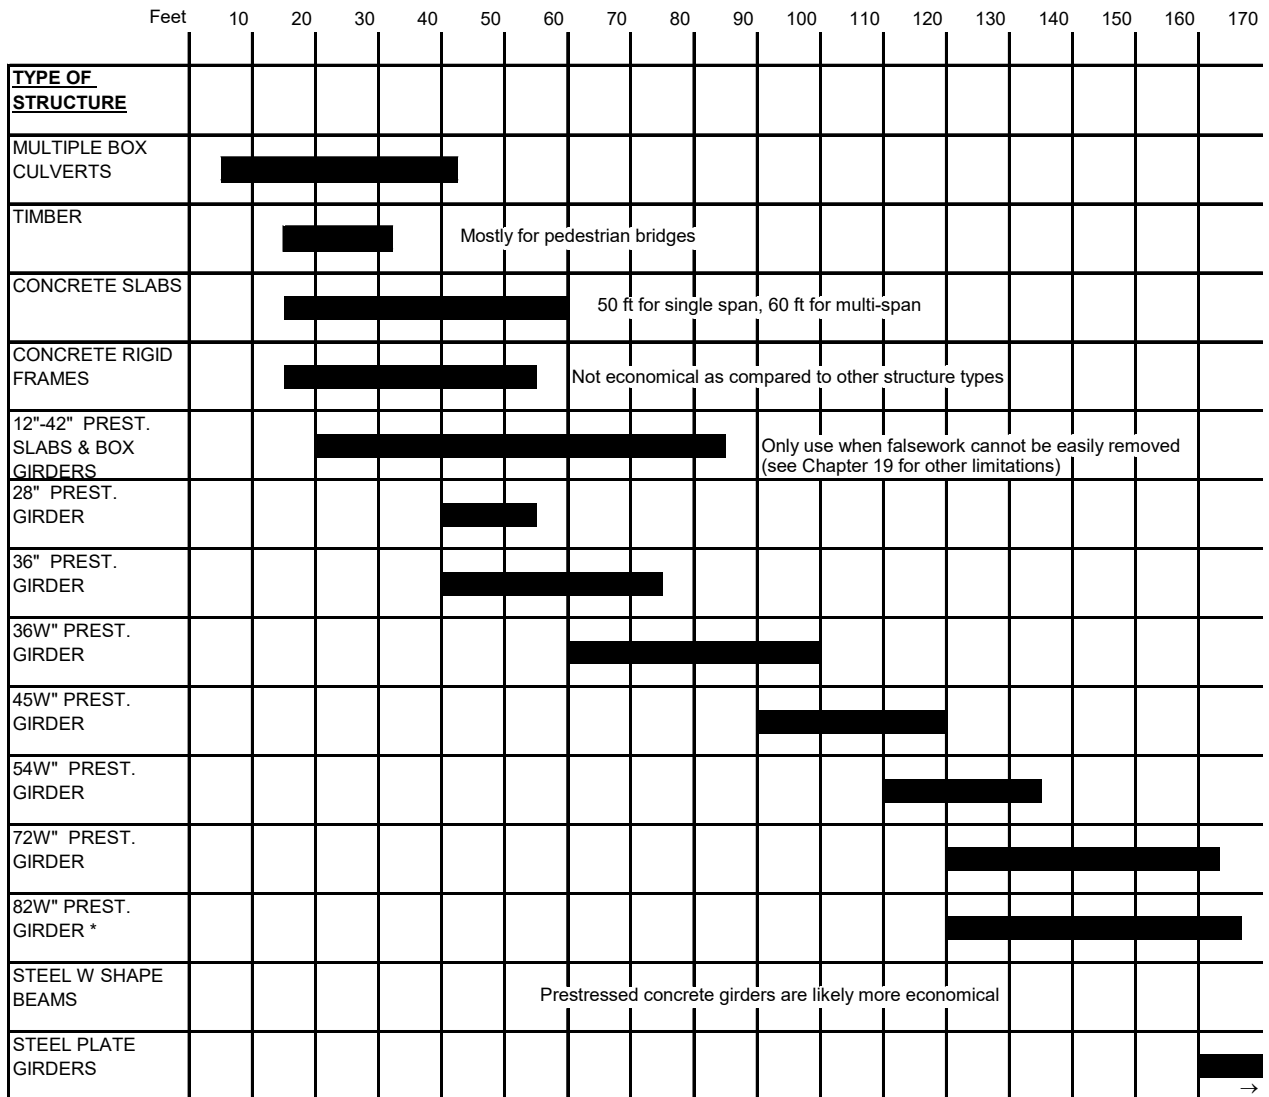 Feet 10 20 30 40 50 60 70 80 90 100 110 120 130 140 150 160 170
TYPE OF
STRUCTURE
MULTIPLE BOX
CULVERTS
TIMBER
Mostly for pedestrian bridges
CONCRETE SLABS
50 ft for single span, 60 ft for multi-span
CONCRETE RIGID
FRAMES
Not economical as compared to other structure types
12"-42" PREST.
SLABS & BOX
GIRDERS
Only use when falsework cannot be easily removed
(see Chapter 19 for other limitations)
28" PREST.
GIRDER
36" PREST.
GIRDER
36W" PREST.
GIRDER
45W" PREST.
GIRDER
54W" PREST.
GIRDER
72W" PREST.
GIRDER
82W" PREST.
GIRDER *
STEEL W SHAPE
BEAMS
Prestressed concrete girders are likely more economical
STEEL PLATE
GIRDERS
→